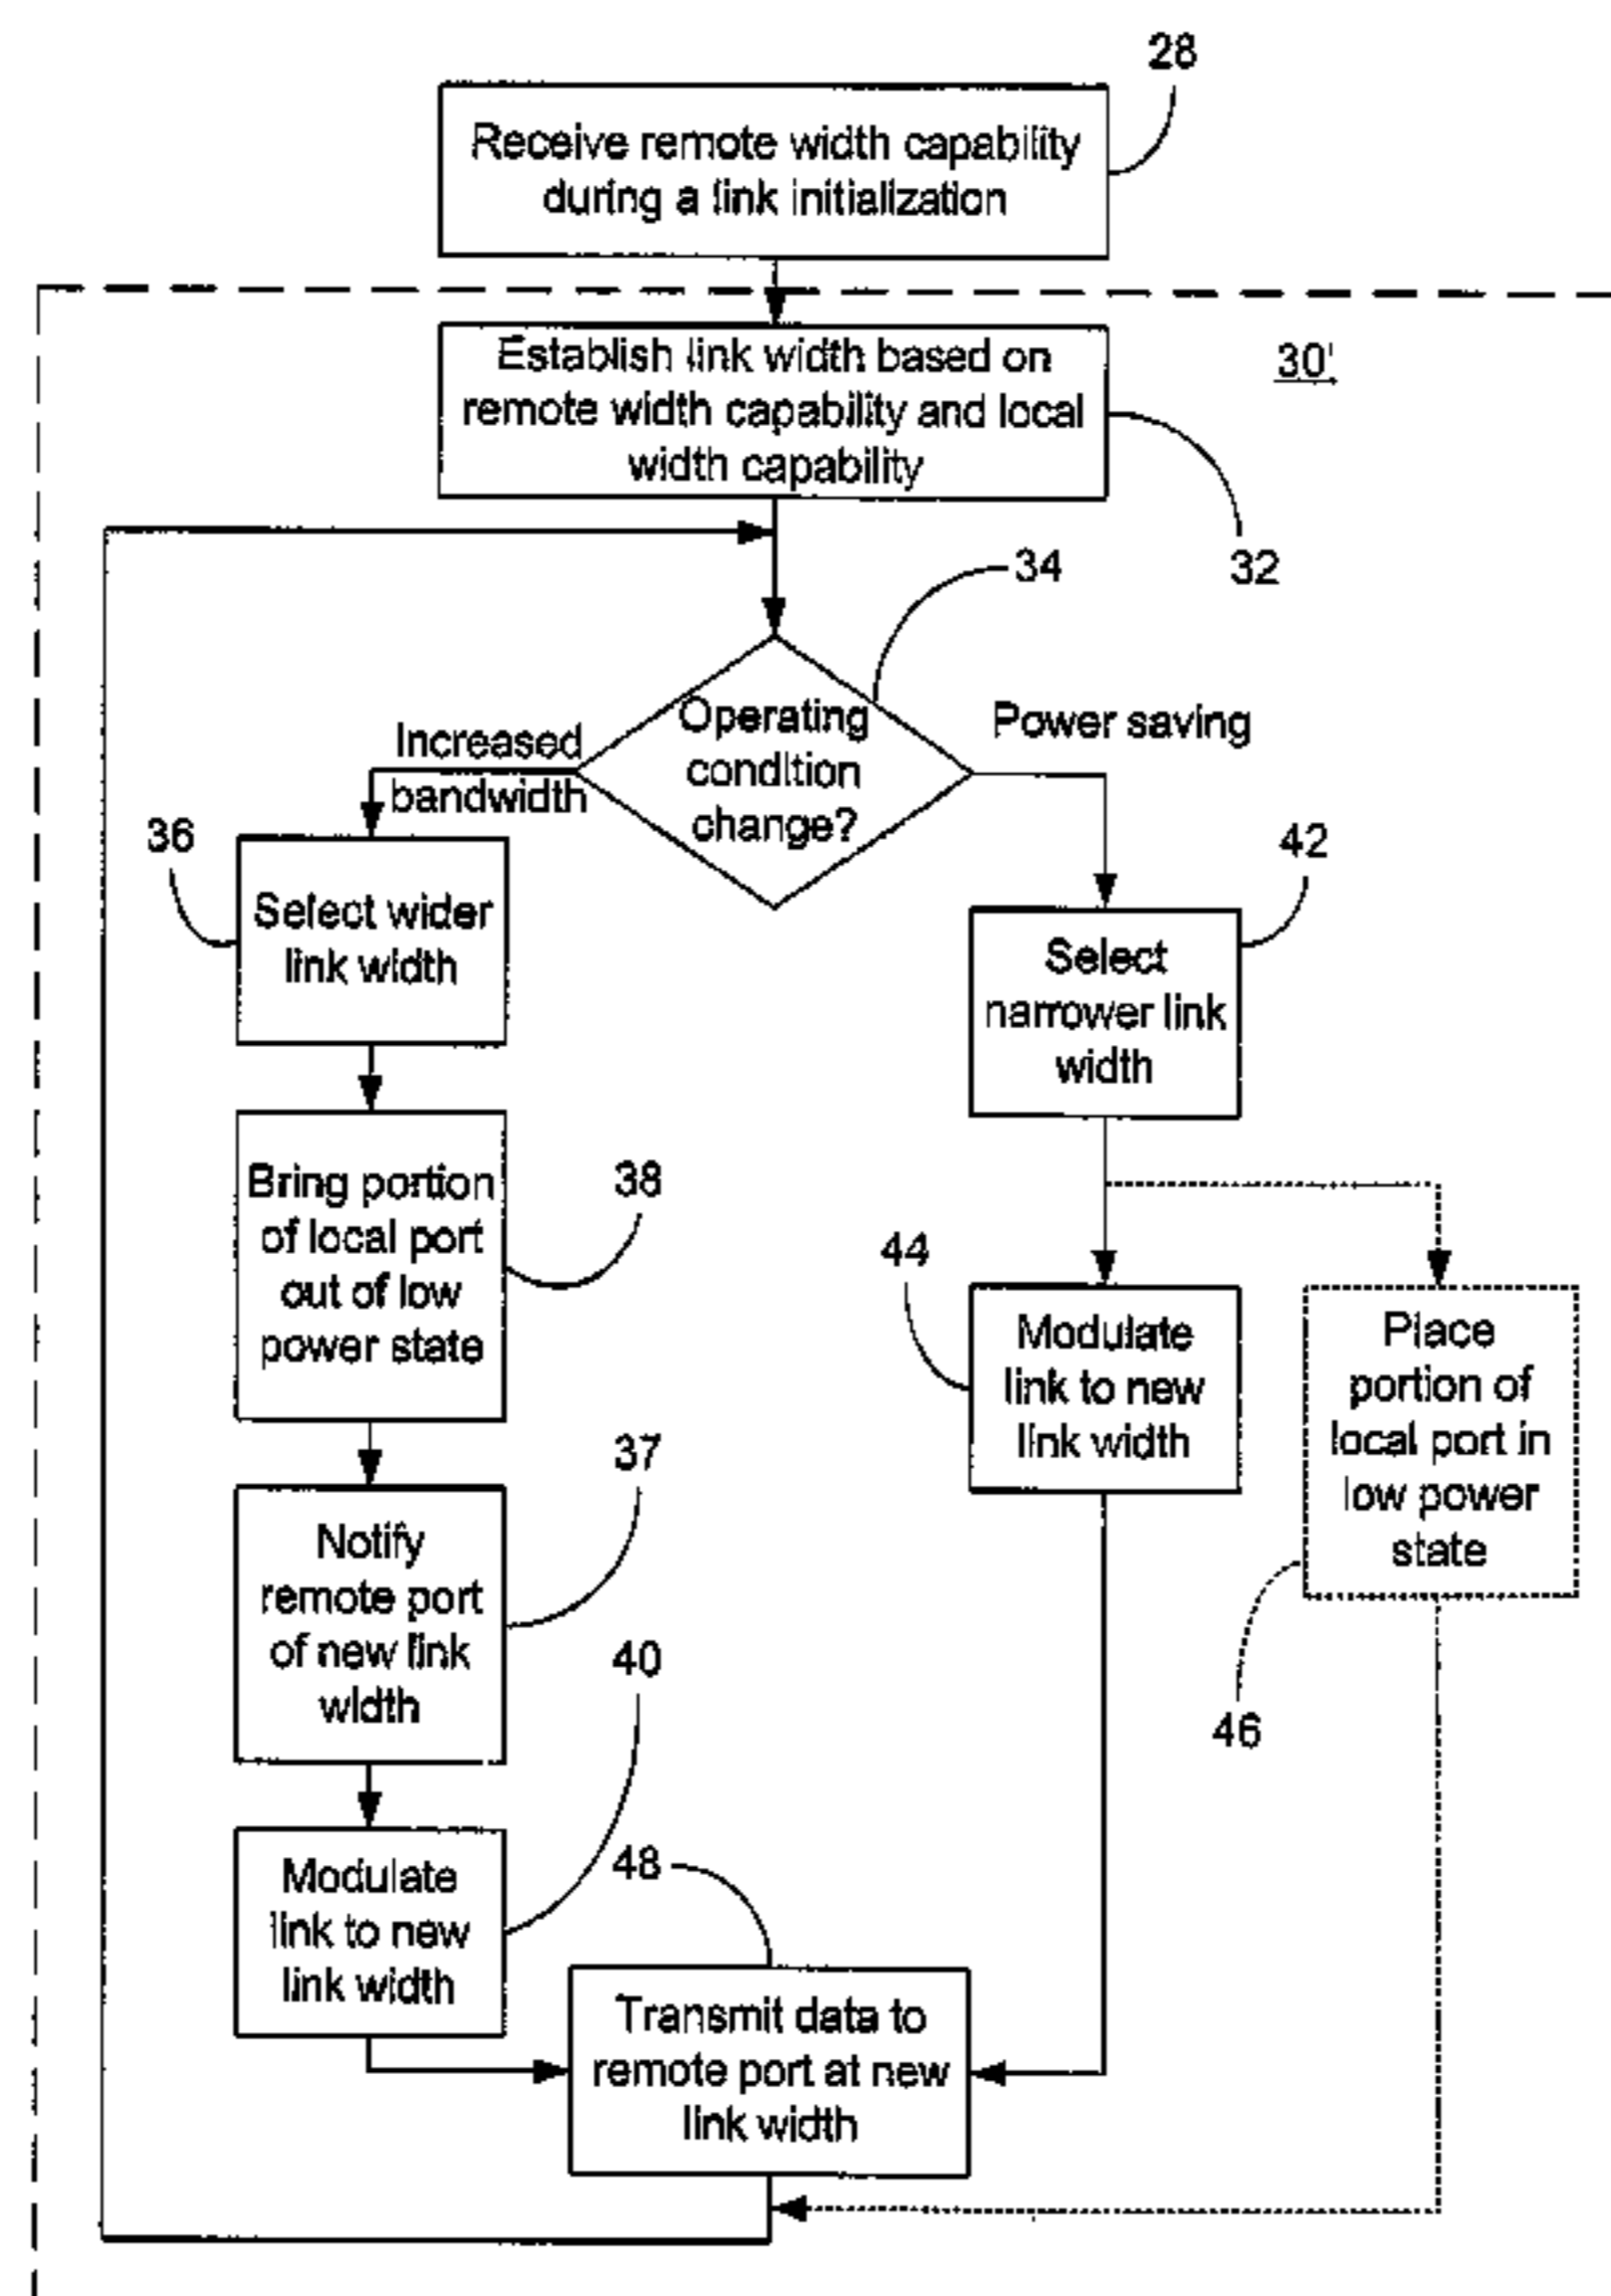 28
Receive remote width capability
during a link initialization
Establish link width based on
remote width capability and local
width capability
30'
32
34
Operating
condition
change?
Increased
bandwidth
Power saving
36
Select wider
link width
42
Select
narrower link
width
Bring portion
of local port
out of low
power state
38
44
Modulate
link to new
link width
Place
portion of
local port in
low power
state
46
37
Notify
remote port
of new link
width
40
Modulate
link to new
link width
48
Transmit data to
remote port at new
link width